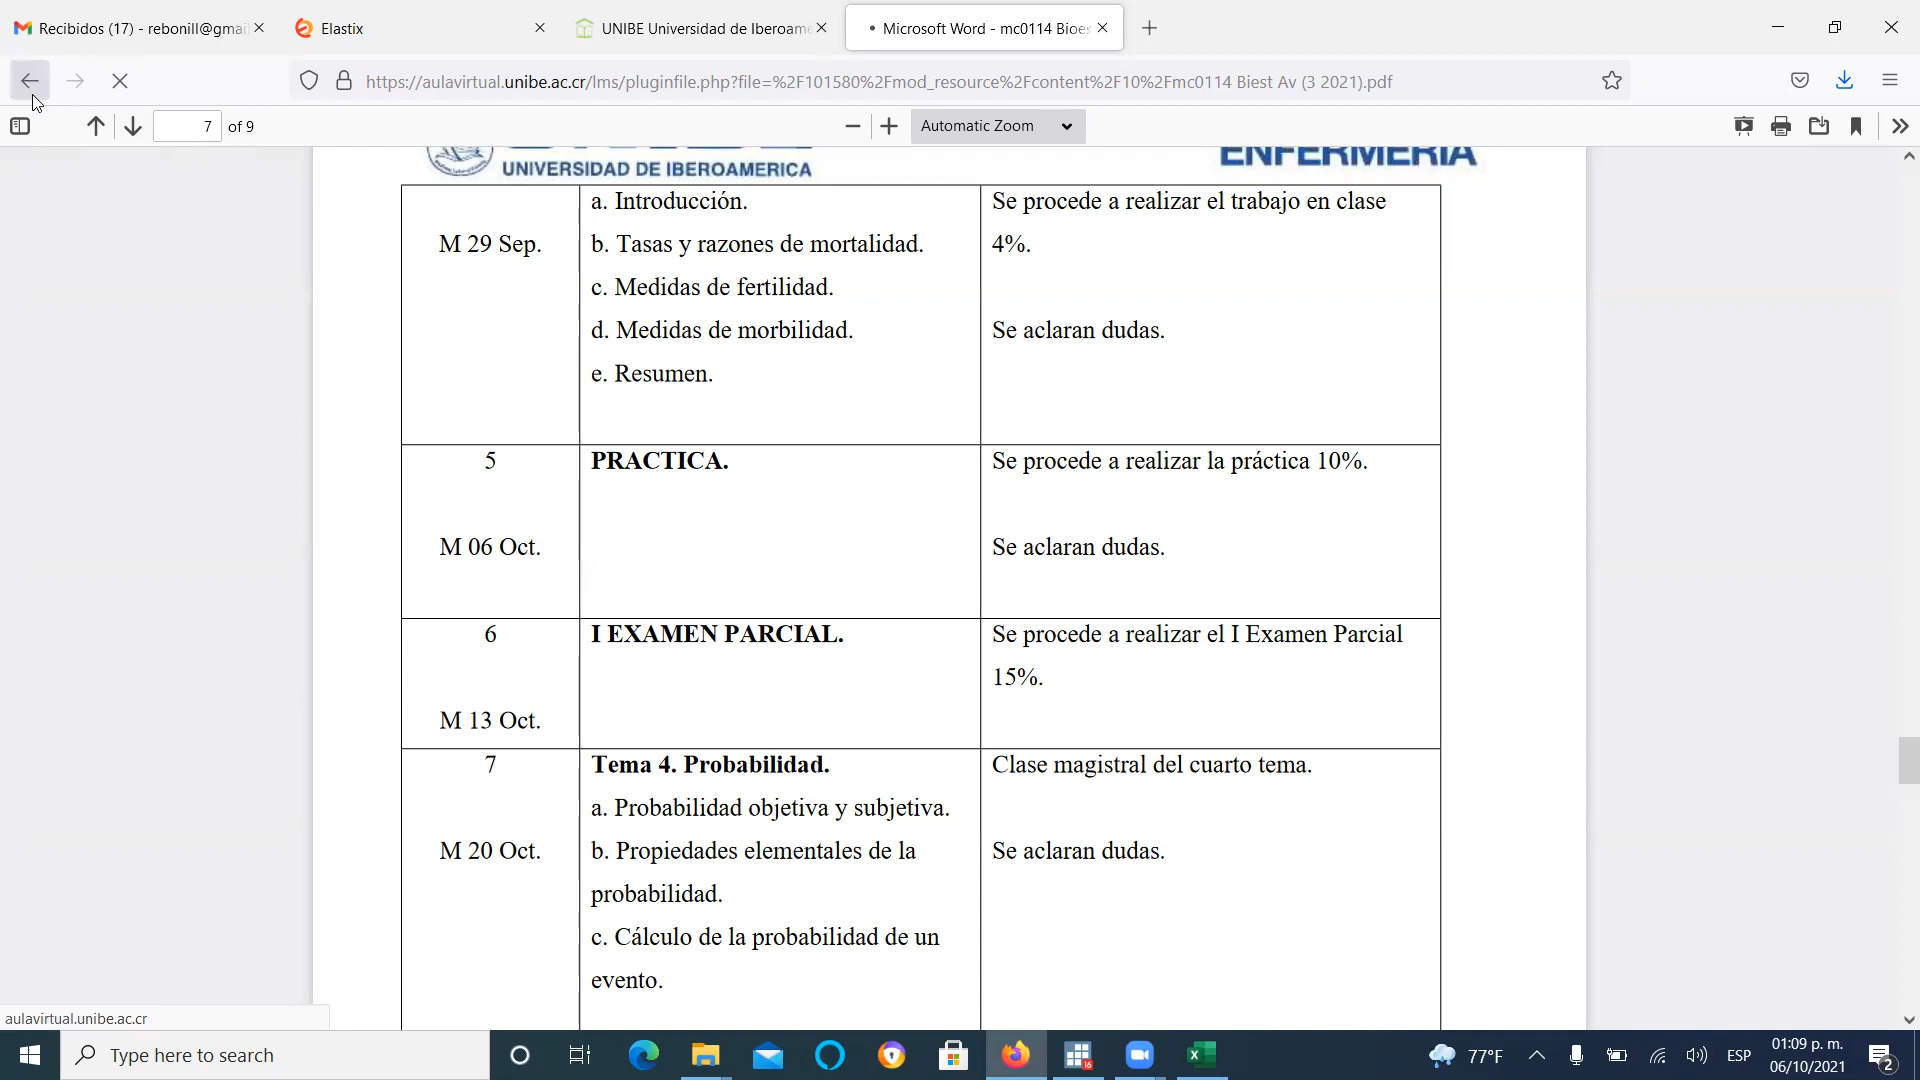 Recibidos (17) - rebonill@gmai
Elastix
UNIBE Universidad de Iberoame
Microsoft Word - mc0114 Bioes
https://aulavirtual.unibe.ac.cr/lms/pluginfile.php?file=%2F101580%2Fmod_resource%2Fcontent%2F10%2Fmc0114 Biest Av (3 2021).pdf
7 of 9
Automatic Zoom
UNIVERSIDAD DE IBEROAMERICA
ENFERMERIA
M 29 Sep.
a. Introducción.
b. Tasas y razones de mortalidad.
c. Medidas de fertilidad.
d. Medidas de morbilidad.
e. Resumen.
Se procede a realizar el trabajo en clase
4%.
Se aclaran dudas.
5
M 06 Oct.
PRACTICA.
Se procede a realizar la práctica 10%.
Se aclaran dudas.
6
M 13 Oct.
I EXAMEN PARCIAL.
Se procede a realizar el I Examen Parcial
15%.
7
M 20 Oct.
Tema 4. Probabilidad.
a. Probabilidad objetiva y subjetiva.
b. Propiedades elementales de la
probabilidad.
c. Cálculo de la probabilidad de un
evento.
Clase magistral del cuarto tema.
Se aclaran dudas.
aulavirtual.unibe.ac.cr
Type here to search
16
77°F
ESP
01:09 p. m.
06/10/2021
2